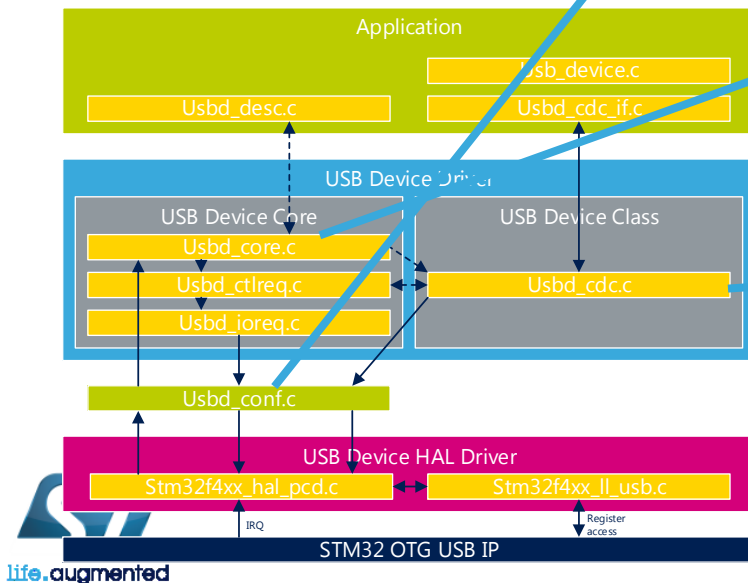 Application
Usb_device.c
Usbd_desc.c
Usbd_cdc_if.c
USB Device Driver
USB Device Core
USB Device Class
Usbd_core.c
Usbd_ctlreq.c
Usbd_cdc.c
Usbd_ioreq.c
Usbd_conf.c
USB Device HAL Driver
Stm32f4xx_hal_pcd.c
Stm32f4xx_ll_usb.c
IRQ
Register
access
STM32 OTG USB IP
life.augmented